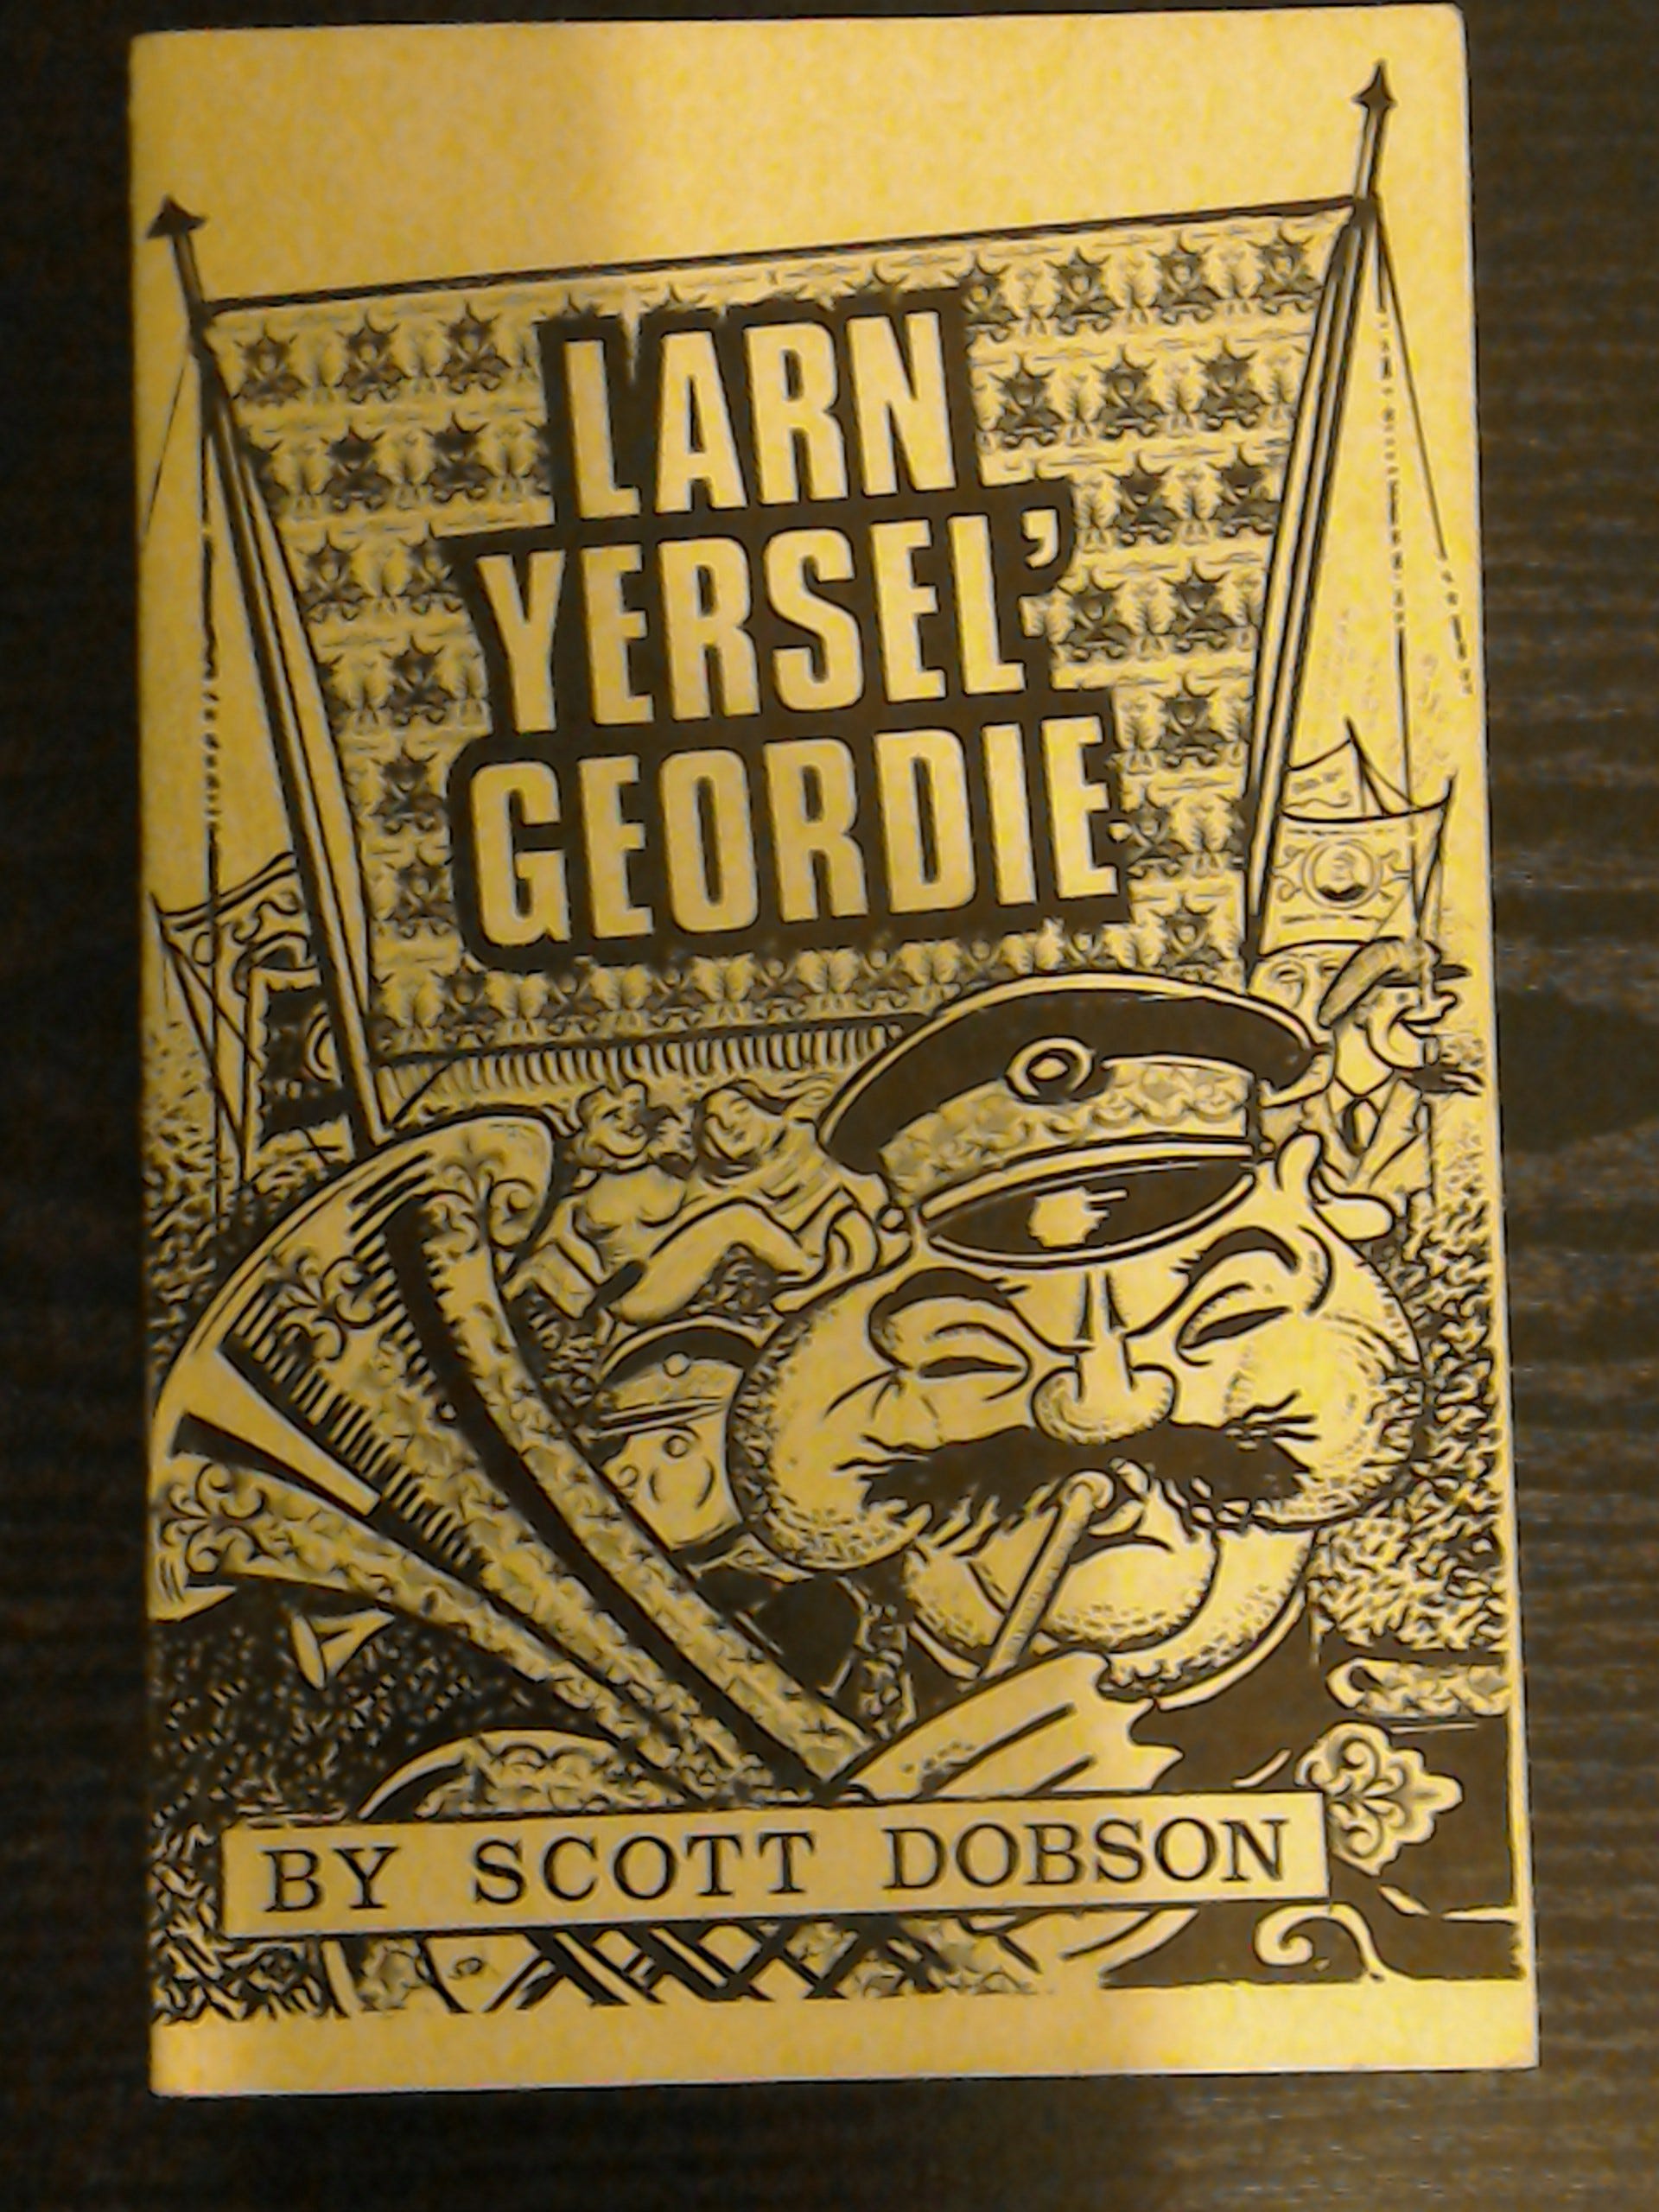 LARN
YERSEL'
GEORDIE
BY SCOTT DOBSON